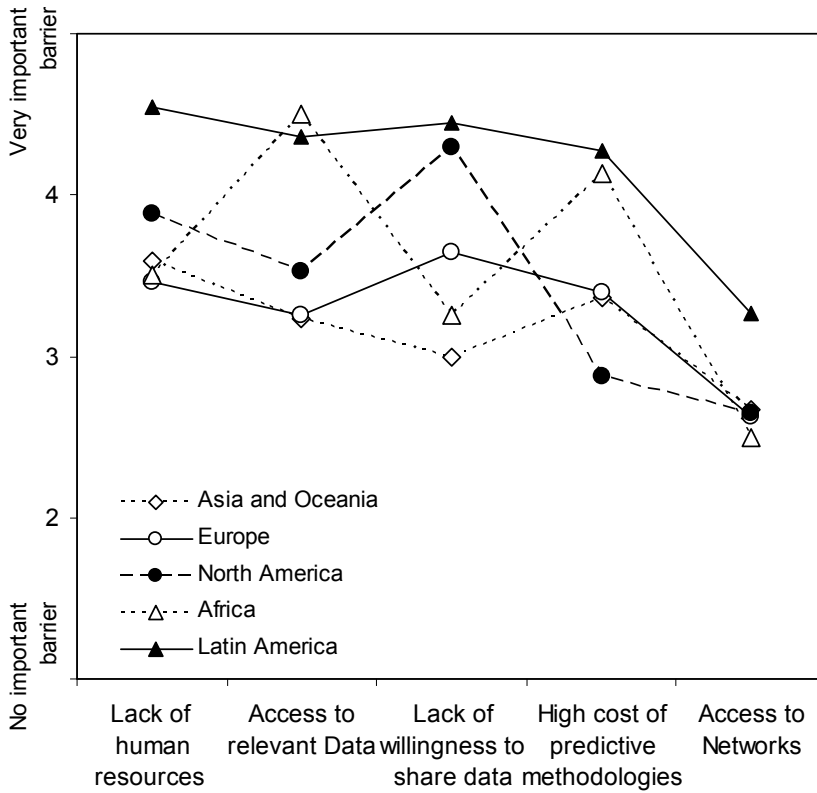 Very important
barrier
4
3
2
No important
barrier
Asia and Oceania
Europe
North America
Africa
Latin America
Lack of
human
resources
Access to
relevant Data
Lack of
willingness to
share data
High cost of
predictive
methodologies
Access to
Networks